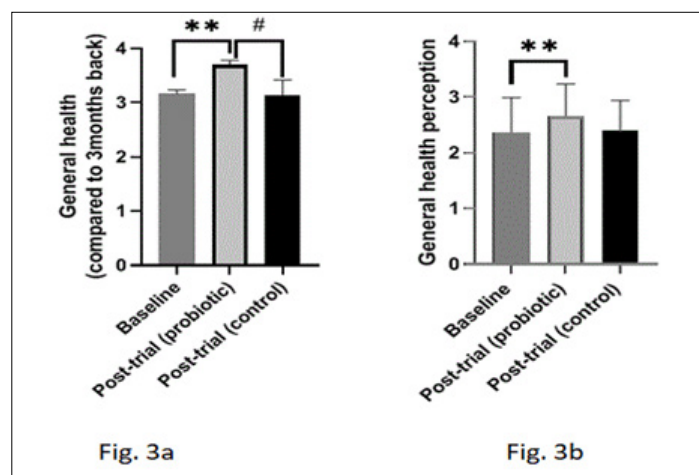 General health
(compared to 3months back)
4
3
2
1
0
** #
Baseline
Post-trial (probiotic)
Post-trial (control)
Fig. 3a
General health perception
4
3
2
1
0
**
Baseline
Post-trial (probiotic)
Post-trial (control)
Fig. 3b